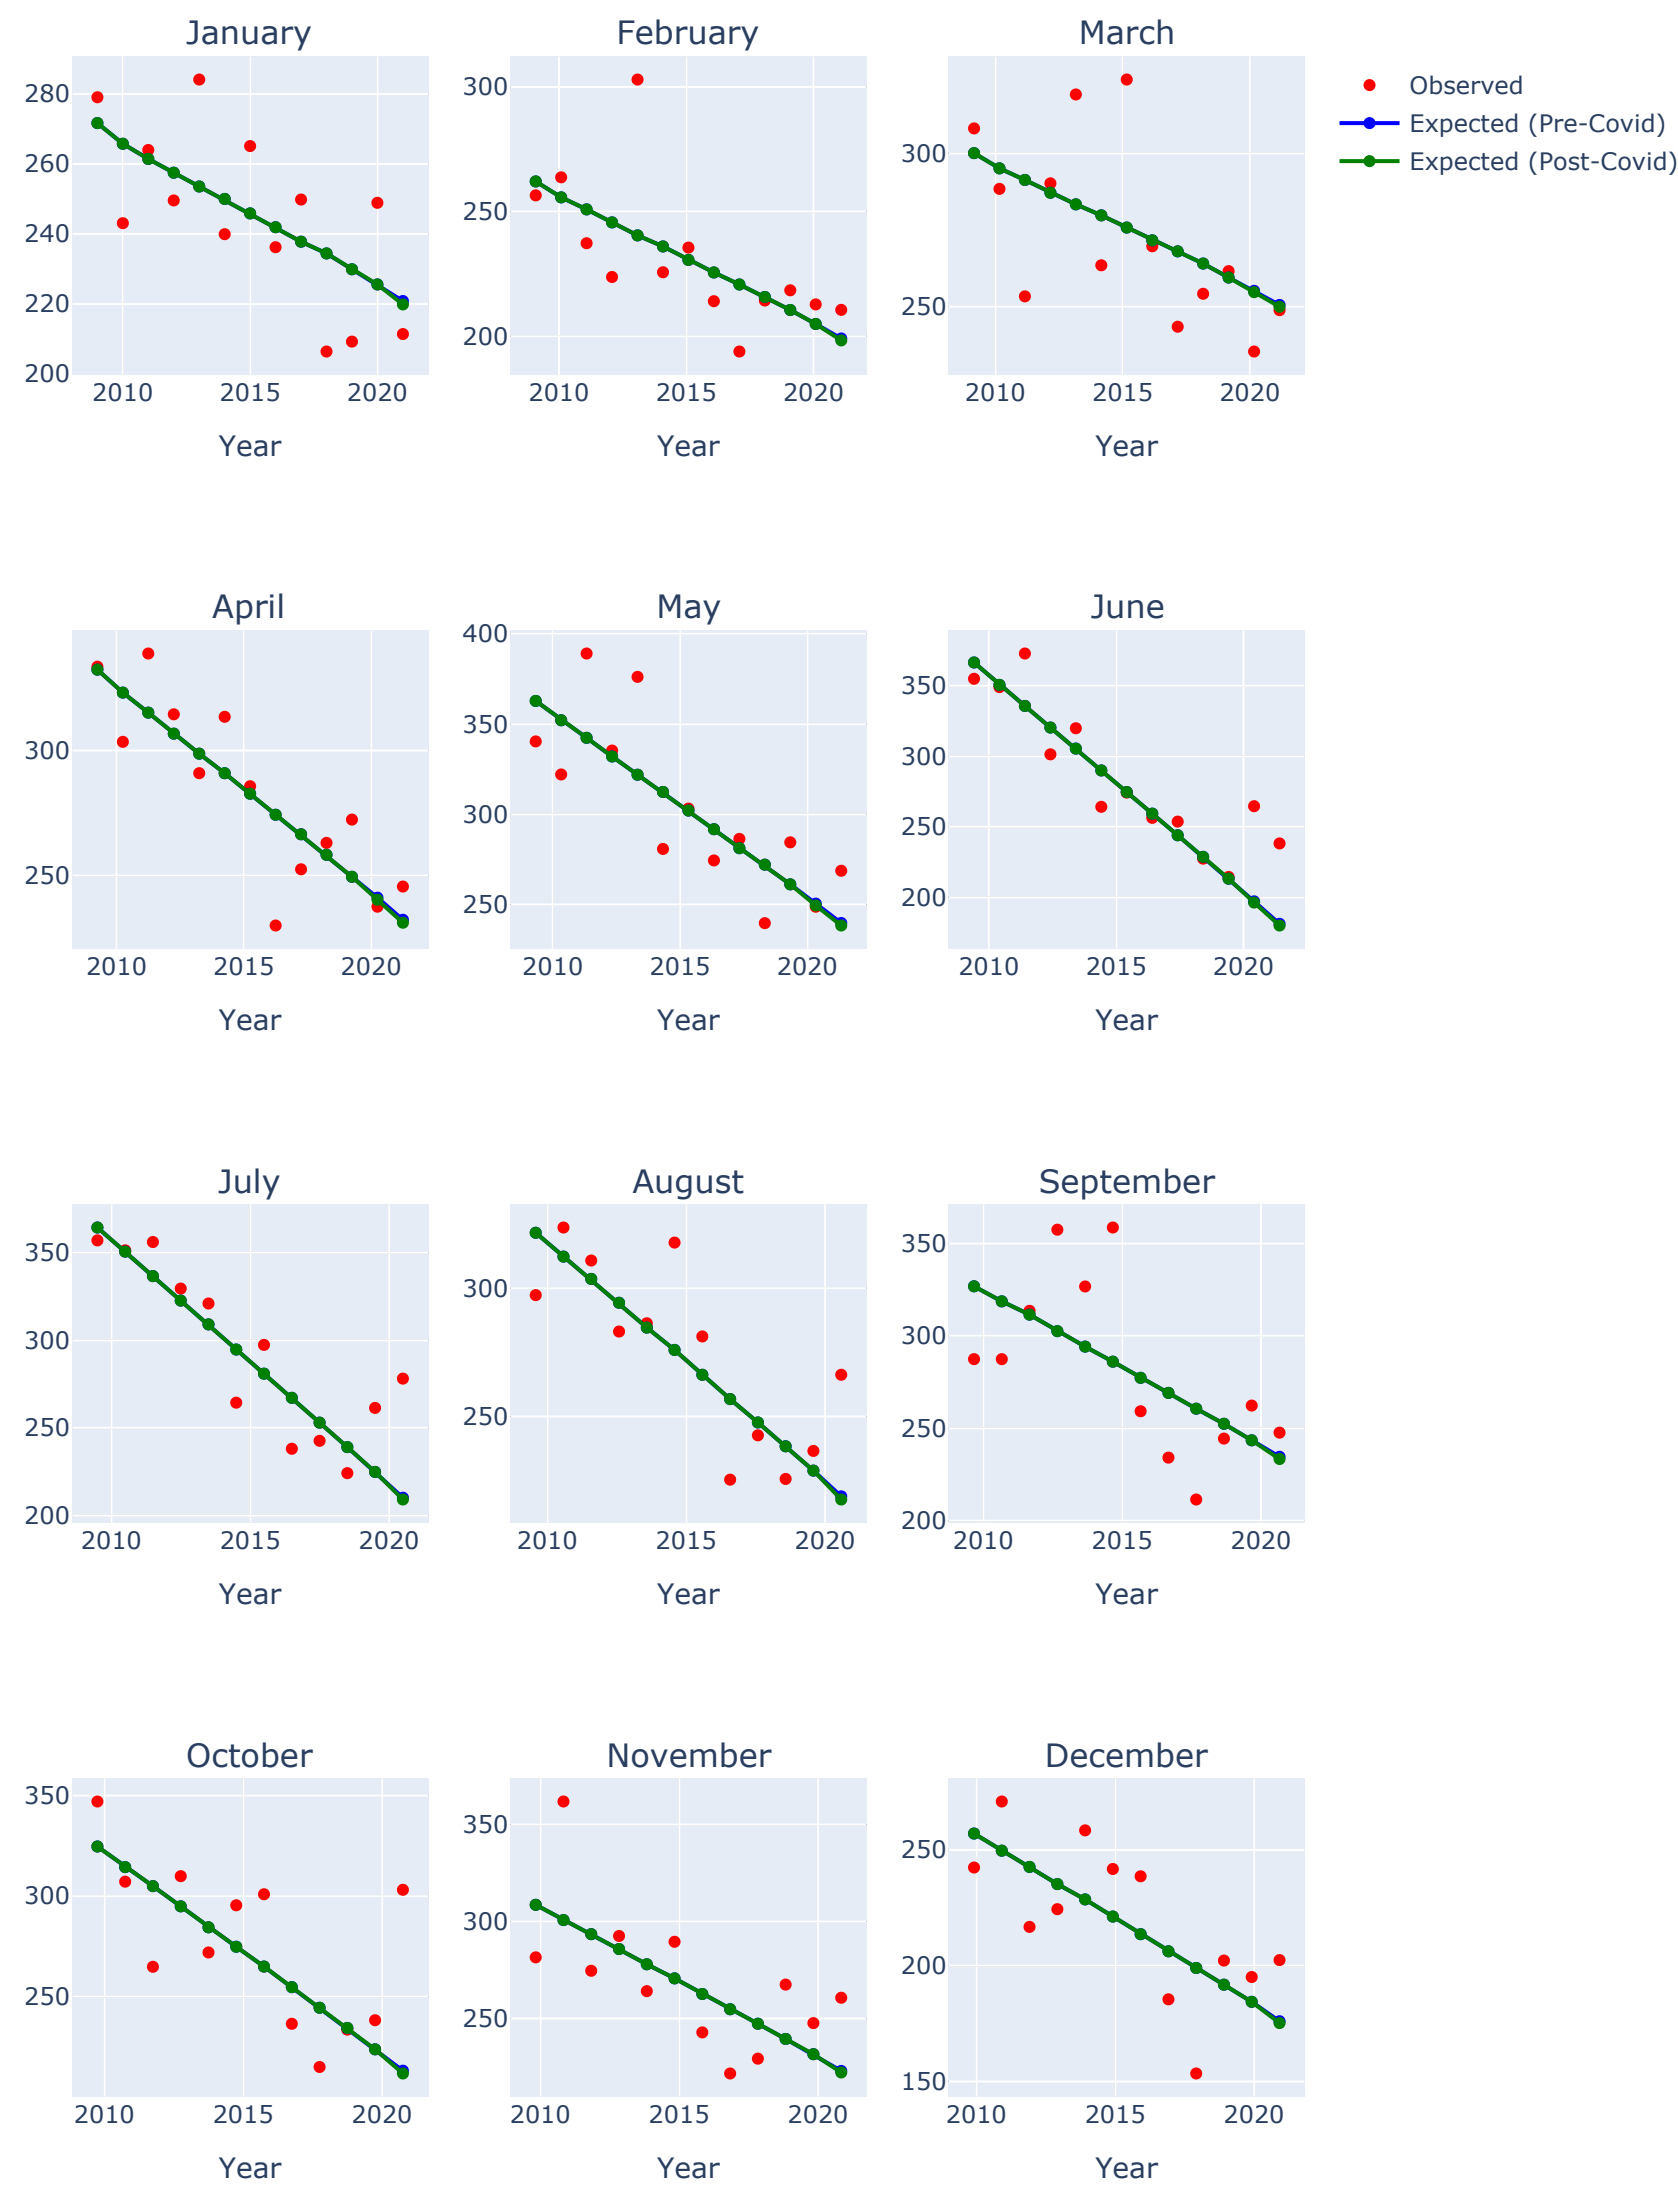 January
February
March
Observed
Expected (Pre-Covid)
Expected (Post-Covid)
280
260
240
220
200
2010
2015
2020
Year
300
250
200
2010
2015
2020
Year
300
250
2010
2015
2020
Year
April
May
June
300
250
2010
2015
2020
Year
400
350
300
250
2010
2015
2020
Year
350
300
250
200
2010
2015
2020
Year
July
August
September
350
300
250
200
2010
2015
2020
Year
300
250
2010
2015
2020
Year
350
300
250
200
2010
2015
2020
Year
October
November
December
350
300
250
2010
2015
2020
Year
350
300
250
2010
2015
2020
Year
250
200
150
2010
2015
2020
Year